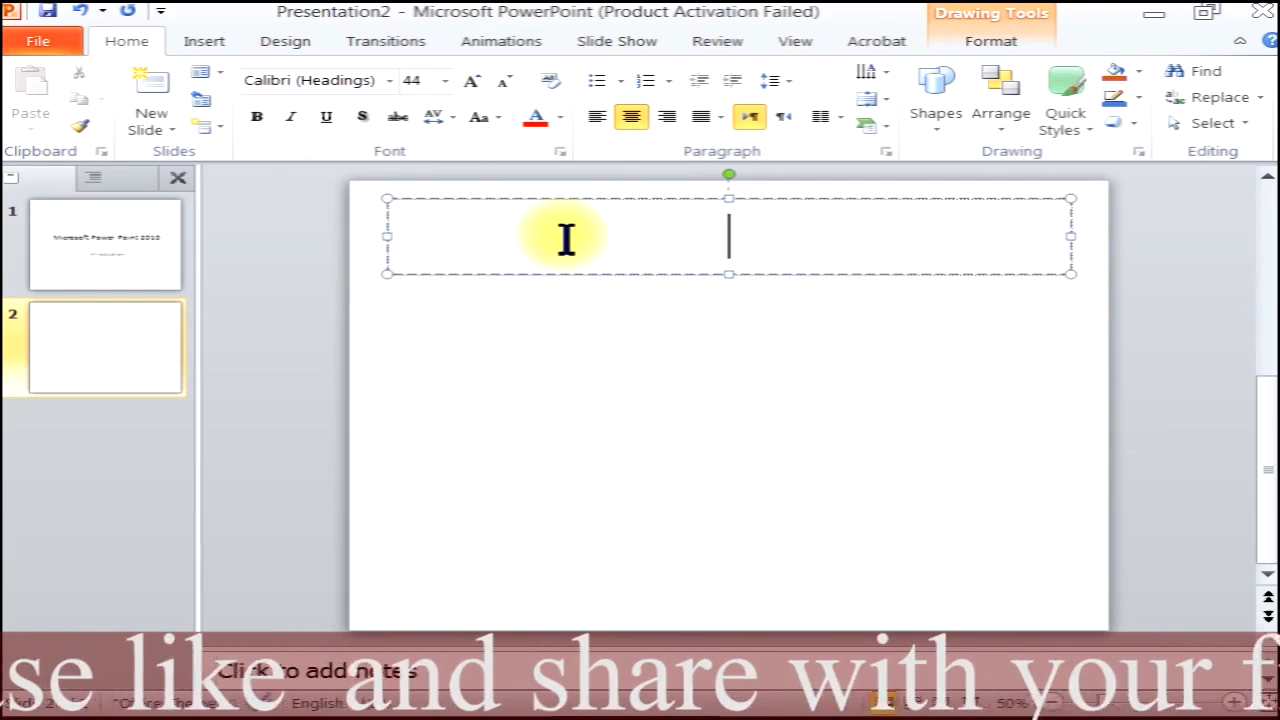 Presentation2 - Microsoft PowerPoint (Product Activation Failed)
Drawing Tools
File Home Insert Design Transitions Animations Slide Show Review View Acrobat Format
Paste
New
Slide
Calibri (Headings) 44
B I U S abc AV Aa A
Shapes Arrange Quick
Styles
Find
Replace
Select
Clipboard Slides Font Paragraph Drawing Editing
1
Microsoft Power Point 2010
2
Click to add notes
se like and share with your f
English
50%